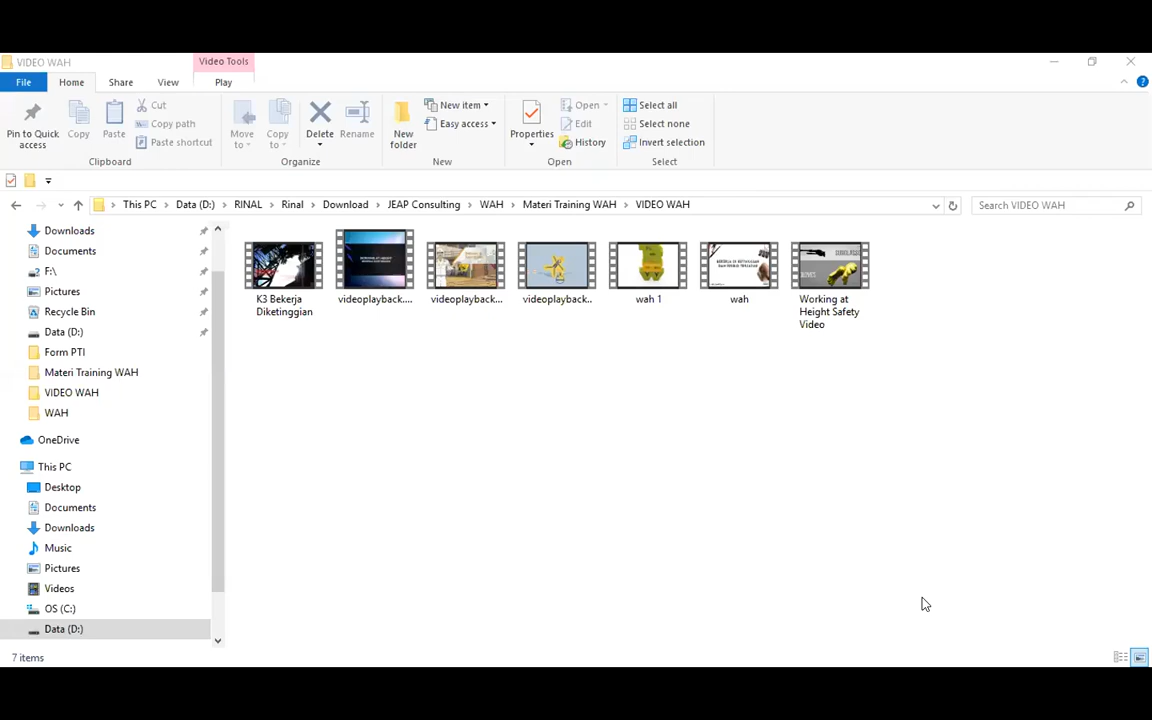 VIDEO WAH
Video Tools
File
Home
Share
View
Play
Pin to Quick
access
Copy
Paste
Cut
Copy path
Paste shortcut
Clipboard
Move
to
Copy
to
Delete
Rename
Organize
New
folder
New item
Easy access
New
Properties
Open
Edit
History
Open
Select all
Select none
Invert selection
Select
This PC
Data (D:)
RINAL
Rinal
Download
JEAP Consulting
WAH
Materi Training WAH
VIDEO WAH
Search VIDEO WAH
Downloads
Documents
F:\
Pictures
Recycle Bin
Data (D:)
Form PTI
Materi Training WAH
VIDEO WAH
WAH
OneDrive
This PC
Desktop
Documents
Downloads
Music
Pictures
Videos
OS (C:)
Data (D:)
K3 Bekerja
Diketinggian
videoplayback....
videoplayback...
videoplayback..
wah 1
wah
Working at
Height Safety
Video
7 items